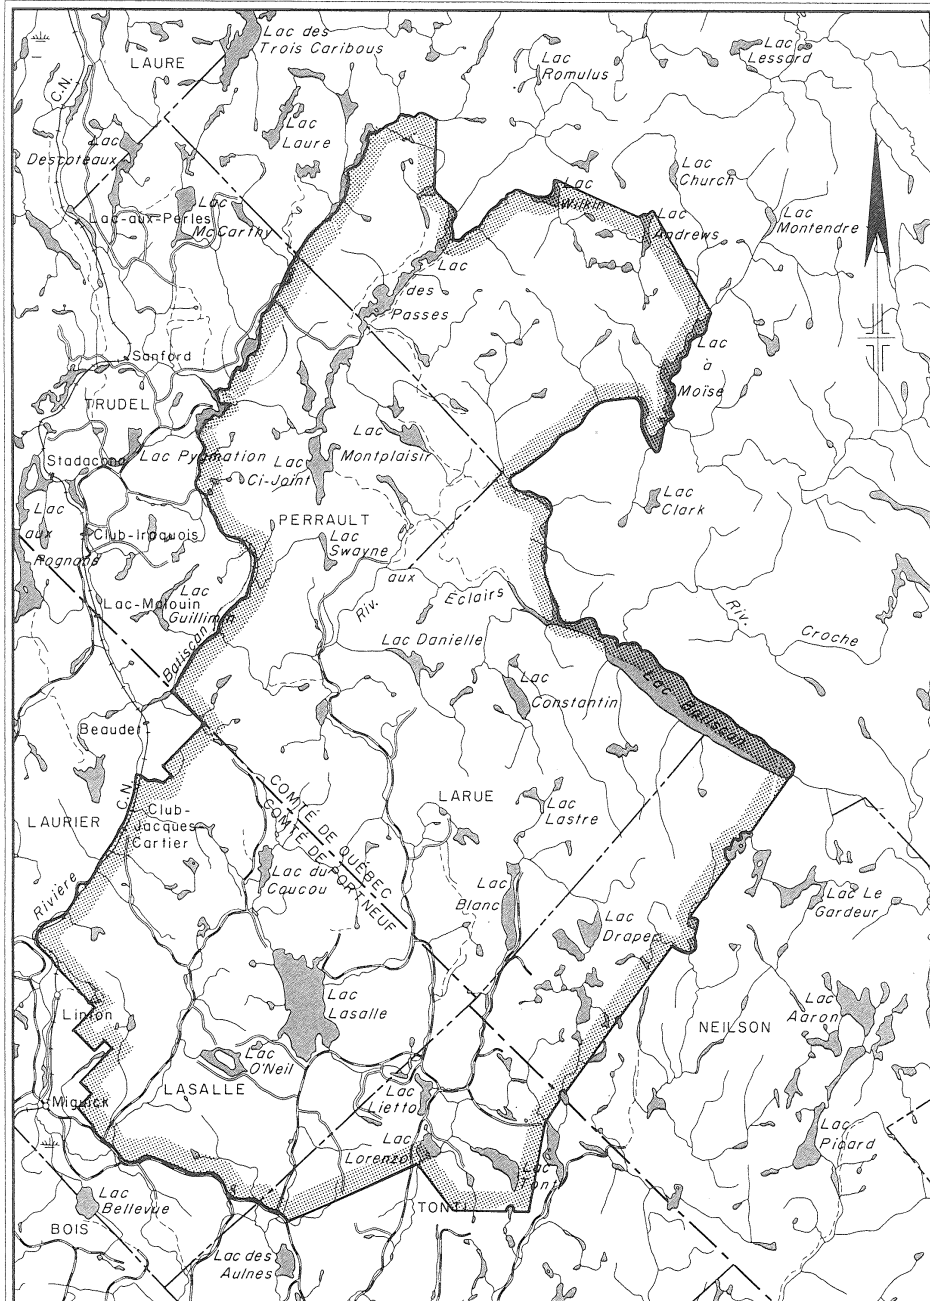 Lac des
Trois Caribous
LAURE
Lac
Romulus
Lac
Lessard
C.N.
Lac
Laure
Lac
Descoteaux
Lac
Church
Lac
Wilkin
Lac
McCarthy
Lac-aux-Perles
Lac
Andrews
Lac
Montendre
Lac
des
Passes
Sanford
Lac
à
Moïse
TRUDEL
Lac
Montplaisir
Lac Pygmation
Lac
Ci-Joint
Stadacona
Lac
Clark
PERRAULT
Lac
aux
Rognons
Club-Iroquois
Lac
Swayne
aux
Éclairs
Riv.
Lac
Guillimin
Lac-Malouin
Riv.
Croche
Lac Danielle
Batiscan
Lac
Constantin
Lac Batiscan
Beaudet
C.N.
COMTÉ DE QUÉBEC
COMTÉ DE PORTNEUF
LARUE
Lac
Lastre
LAURIER
Club-
Jacques-
Cartier
Lac du
Coucou
Lac
Blanc
Lac Le
Gardeur
Rivière
Lac
Draper
Lac
Lasalle
Lac
Aaron
Linton
NEILSON
Lac
O'Neil
LASALLE
Lac
Lietto
Miquick
Lac
Lorenzo
Lac
Picard
Lac
Tonti
Lac
Bellevue
TONTI
BOIS
Lac des
Aulnes